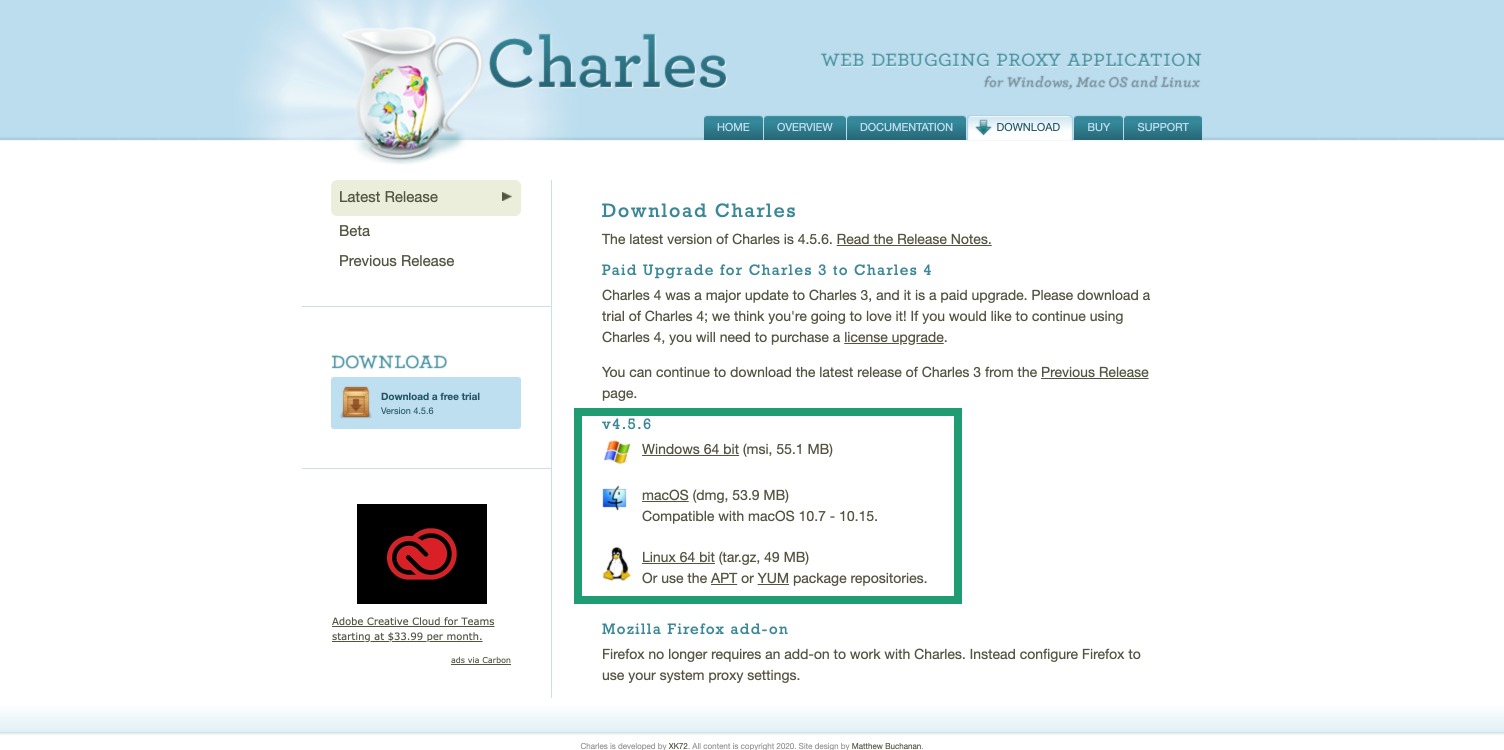 Charles
WEB DEBUGGING PROXY APPLICATION
for Windows, Mac OS and Linux
HOME OVERVIEW DOCUMENTATION DOWNLOAD BUY SUPPORT
Latest Release
Beta
Previous Release
DOWNLOAD
Download a free trial
Version 4.5.6
Adobe Creative Cloud for Teams
starting at $33.99 per month.
ads via Carbon
Download Charles
The latest version of Charles is 4.5.6. Read the Release Notes.
Paid Upgrade for Charles 3 to Charles 4
Charles 4 was a major update to Charles 3, and it is a paid upgrade. Please download a
trial of Charles 4; we think you're going to love it! If you would like to continue using
Charles 4, you will need to purchase a license upgrade.
You can continue to download the latest release of Charles 3 from the Previous Release
page.
v4.5.6
Windows 64 bit (msi, 55.1 MB)
macOS (dmg, 53.9 MB)
Compatible with macOS 10.7 - 10.15.
Linux 64 bit (tar.gz, 49 MB)
Or use the APT or YUM package repositories.
Mozilla Firefox add-on
Firefox no longer requires an add-on to work with Charles. Instead configure Firefox to
use your system proxy settings.
Charles is developed by XK72. All content is copyright 2020. Site design by Matthew Buchanan.